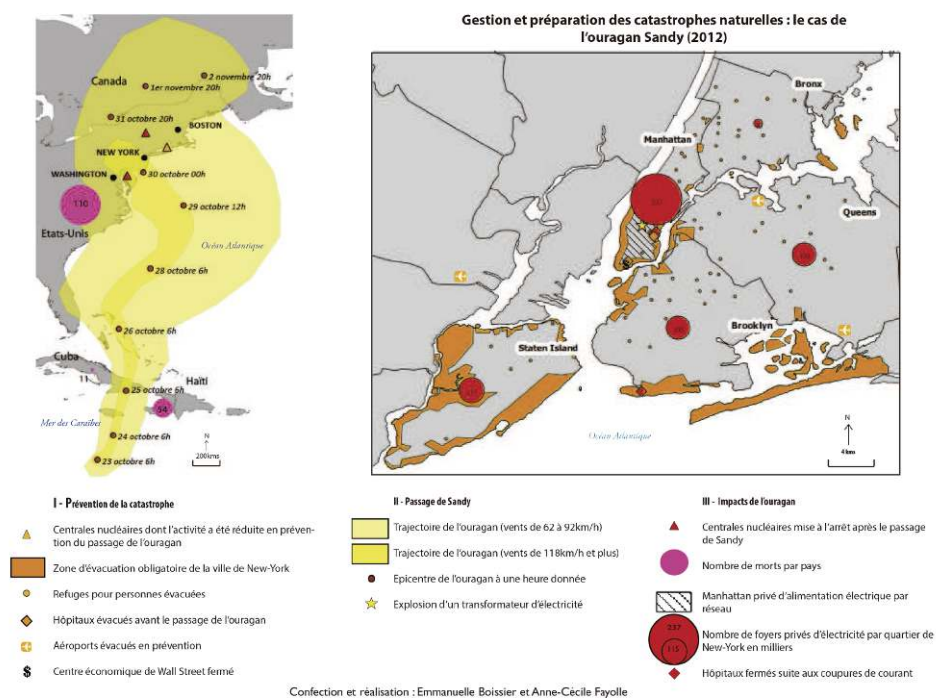 Gestion et préparation des catastrophes naturelles : le cas de
l'ouragan Sandy (2012)
Canada
2 novembre 20h
1er novembre 20h
31 octobre 20h
BOSTON
NEW YORK
30 octobre 00h
WASHINGTON
110
29 octobre 12h
Etats-Unis
Océan Atlantique
28 octobre 6h
26 octobre 6h
Cuba
11
Haïti
25 octobre 6h
54
Mer des Caraïbes
24 octobre 6h
N
23 octobre 6h
200kms
Bronx
Manhattan
Queens
$
Brooklyn
Staten Island
Océan Atlantique
N
4 km
I - Prévention de la catastrophe
Centrales nucléaires dont l'activité a été réduite en préven-
tion du passage de l'ouragan
Zone d'évacuation obligatoire de la ville de New-York
Refuges pour personnes évacuées
Hôpitaux évacués avant le passage de l'ouragan
Aéroports évacués en prévention
$ Centre économique de Wall Street fermé
II - Passage de Sandy
Trajectoire de l'ouragan (vents de 62 à 92km/h)
Trajectoire de l'ouragan (vents de 118km/h et plus)
Epicentre de l'ouragan à une heure donnée
Explosion d'un transformateur d'électricité
III - Impacts de l'ouragan
Centrales nucléaires mise à l'arrêt après le passage
de Sandy
Nombre de morts par pays
Manhattan privé d'alimentation électrique par
réseau
237
115
Nombre de foyers privés d'électricité par quartier de
New-York en milliers
Hôpitaux fermés suite aux coupures de courant
Confection et réalisation : Emmanuelle Boissier et Anne-Cécile Fayolle